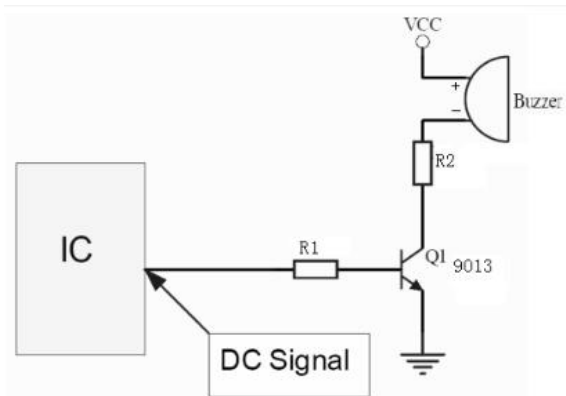 VCC
+
−
Buzzer
R2
IC
R1
Q1
9013
DC Signal